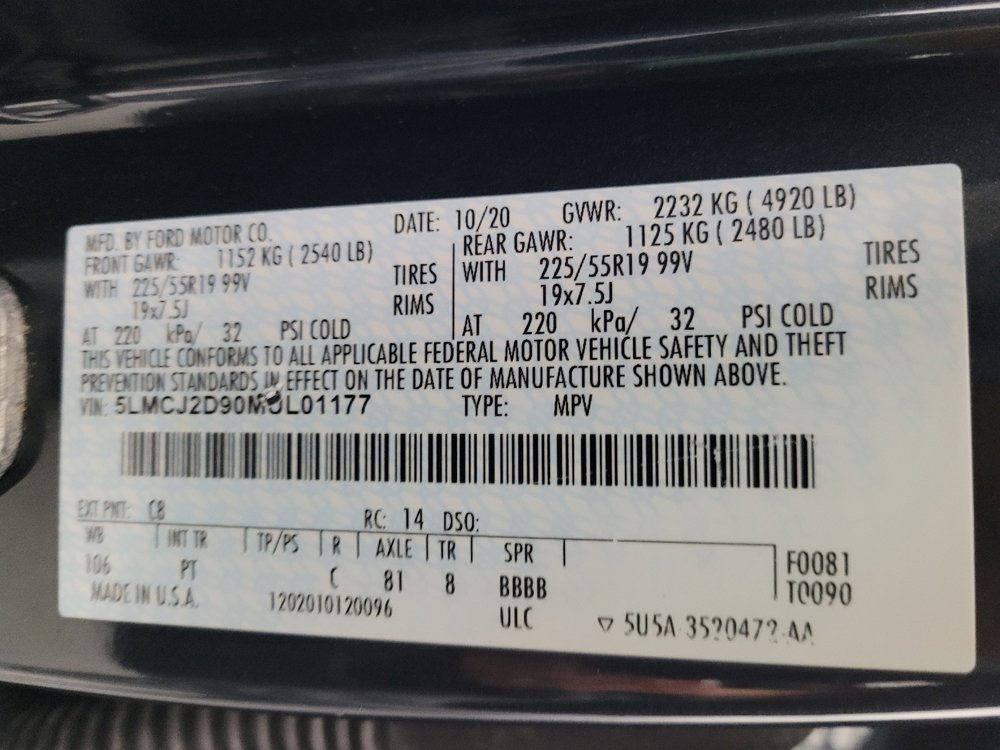 MFD. BY FORD MOTOR CO. DATE: 10/20 GVWR: 2232 KG ( 4920 LB)
FRONT GAWR: 1152 KG ( 2540 LB) REAR GAWR: 1125 KG ( 2480 LB)
WITH 225/55R19 99V TIRES WITH 225/55R19 99V TIRES
19x7.5J RIMS 19x7.5J RIMS
AT 220 kPa/ 32 PSI COLD AT 220 kPa/ 32 PSI COLD
THIS VEHICLE CONFORMS TO ALL APPLICABLE FEDERAL MOTOR VEHICLE SAFETY AND THEFT
PREVENTION STANDARDS IN EFFECT ON THE DATE OF MANUFACTURE SHOWN ABOVE.
VIN: 5LMCJ2D90MUL01177 TYPE: MPV
EXT PNT: C8 RC: 14 DSO:
WB INT TR TP/PS R AXLE TR SPR
106 PT C 81 8 BBBB F0081
T0090
MADE IN U.S.A. 1202010120096 ULC ▽ 5U5A-3520472-AA